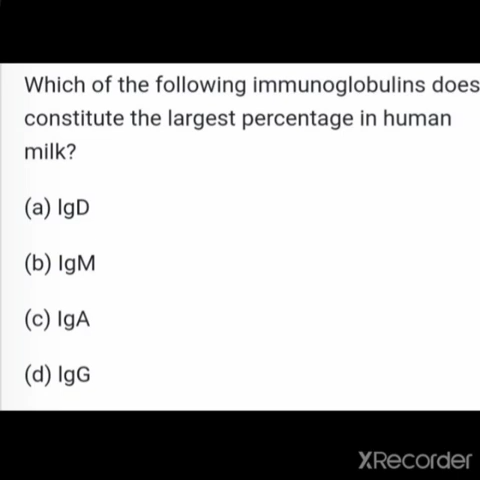 Which of the following immunoglobulins does
constitute the largest percentage in human
milk?
(a) IgD
(b) IgM
(c) IgA
(d) IgG
XRecorder